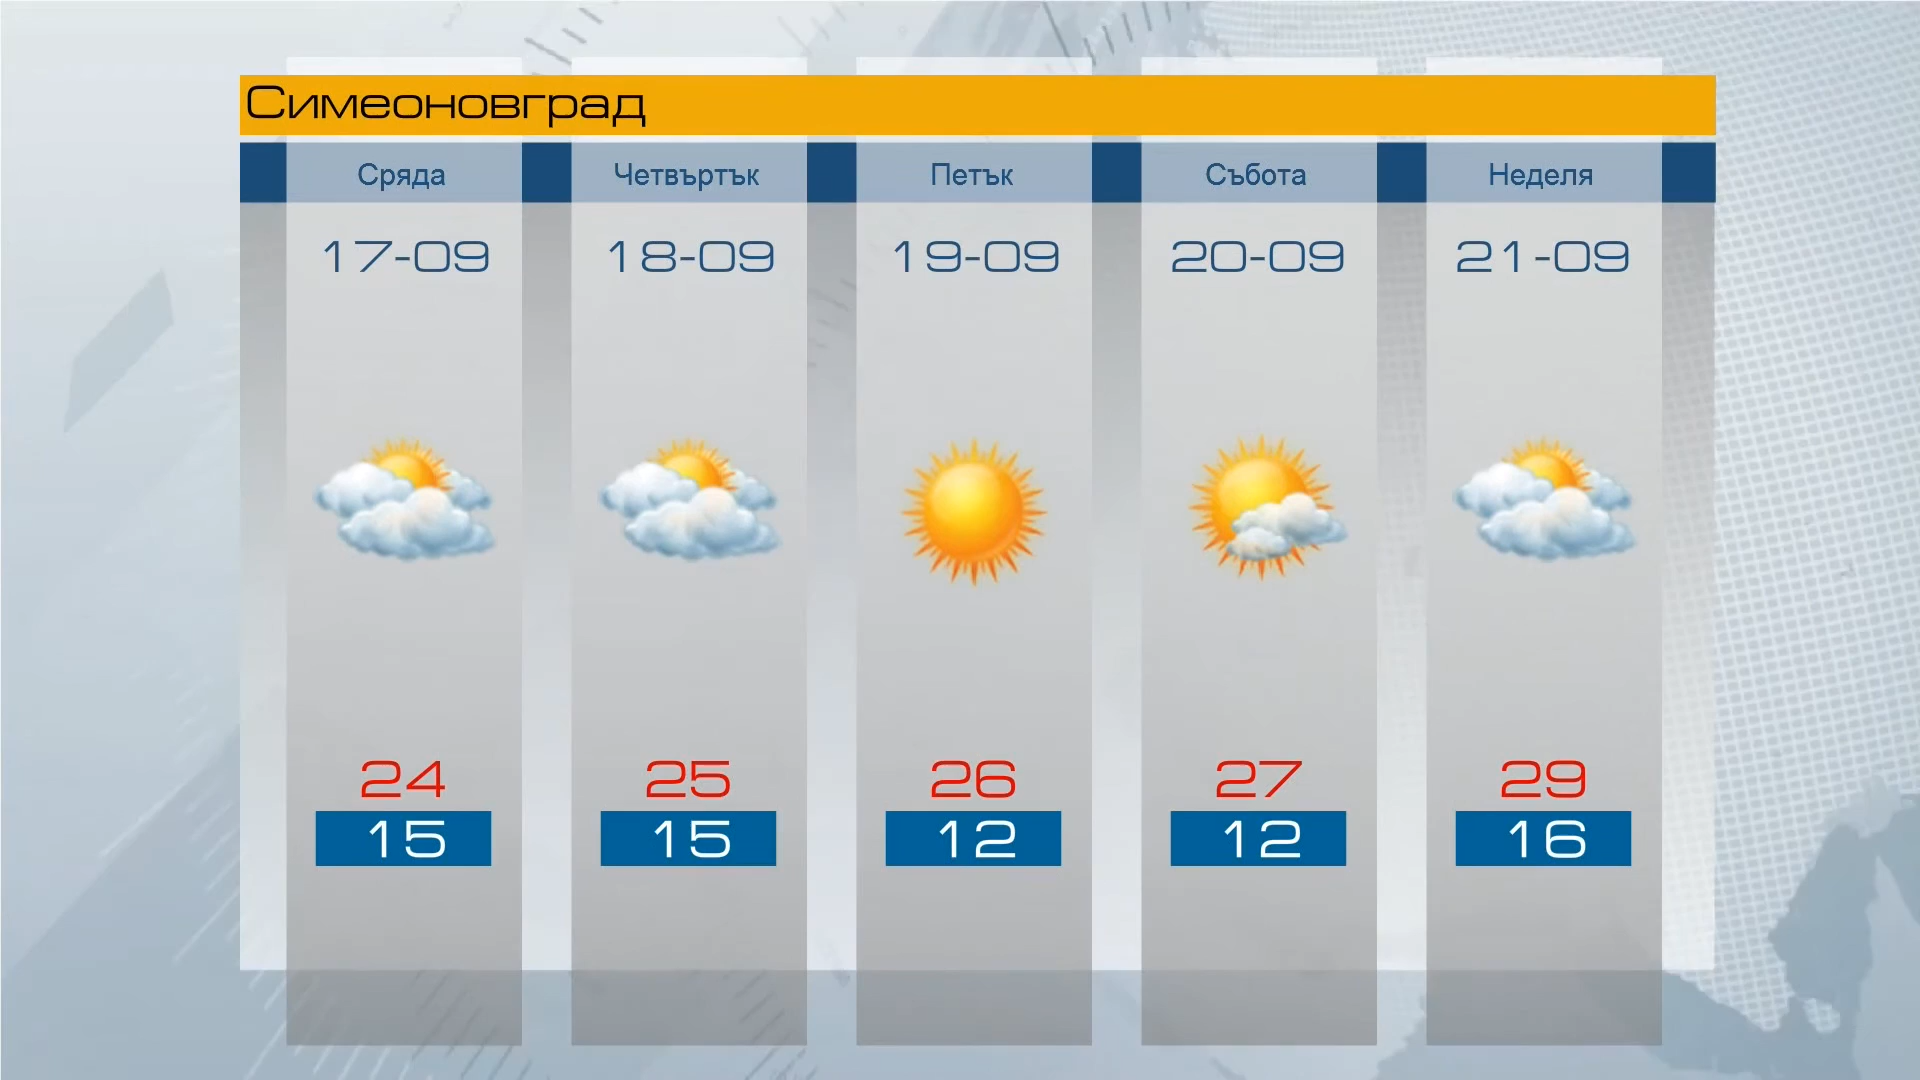 Симеоновград
Сряда Четвъртък Петък Събота Неделя
17-09 18-09 19-09 20-09 21-09
24 25 26 27 29
15 15 12 12 16